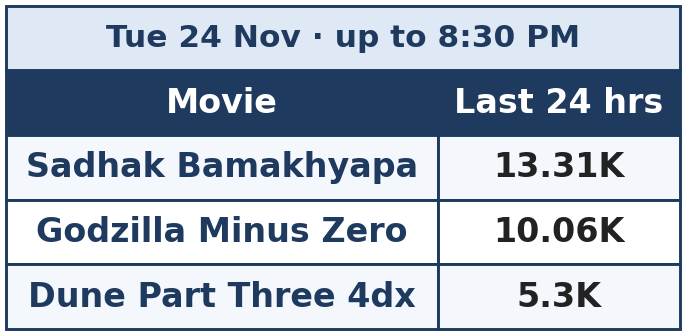 Tue 24 Nov · up to 8:30 PM
Movie Last 24 hrs
Sadhak Bamakhyapa 13.31K
Godzilla Minus Zero 10.06K
Dune Part Three 4dx 5.3K